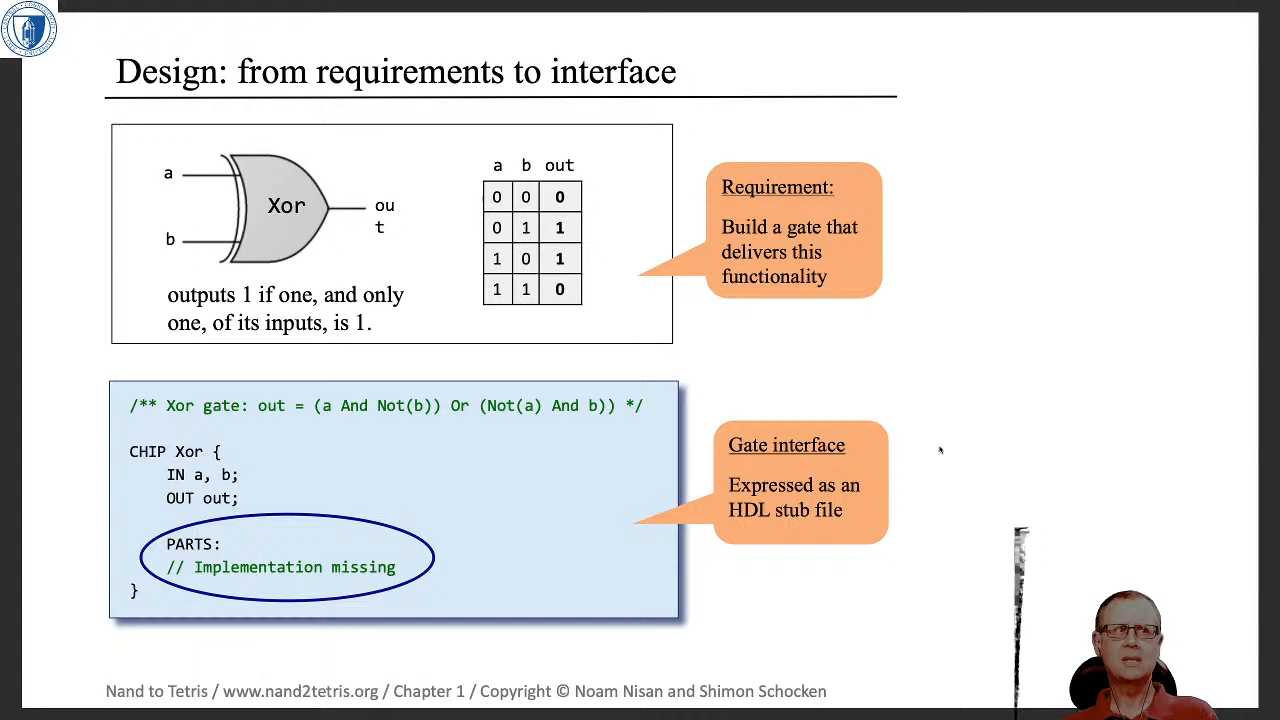 Design: from requirements to interface
a
b
Xor
ou
t
outputs 1 if one, and only
one, of its inputs, is 1.
a b out
0 0 0
0 1 1
1 0 1
1 1 0
Requirement:
Build a gate that
delivers this
functionality
/** Xor gate: out = (a And Not(b)) Or (Not(a) And b)) */
CHIP Xor {
IN a, b;
OUT out;
PARTS:
// Implementation missing
}
Gate interface
Expressed as an
HDL stub file
Nand to Tetris / www.nand2tetris.org / Chapter 1 / Copyright © Noam Nisan and Shimon Schocken